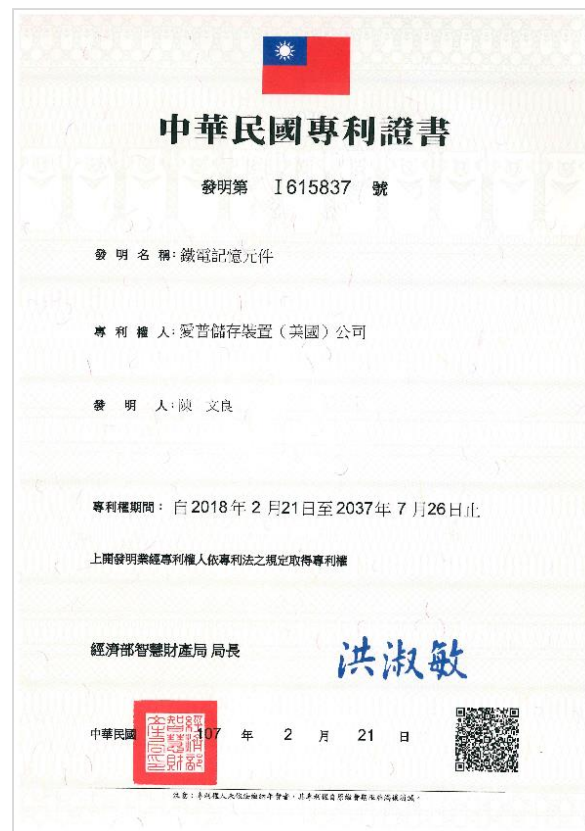 中華民國專利證書
發明第 I615837 號
發明名稱：鐵電記憶元件
專利權人：愛普儲存裝置（美國）公司
發明人：陳 文良
專利權期間： 自2018年2月21日至2037年7月26日止
上開發明業經專利權人依專利法之規定取得專利權
經濟部智慧財產局 局長
洪淑敏
中華民國 107 年 2 月 21 日